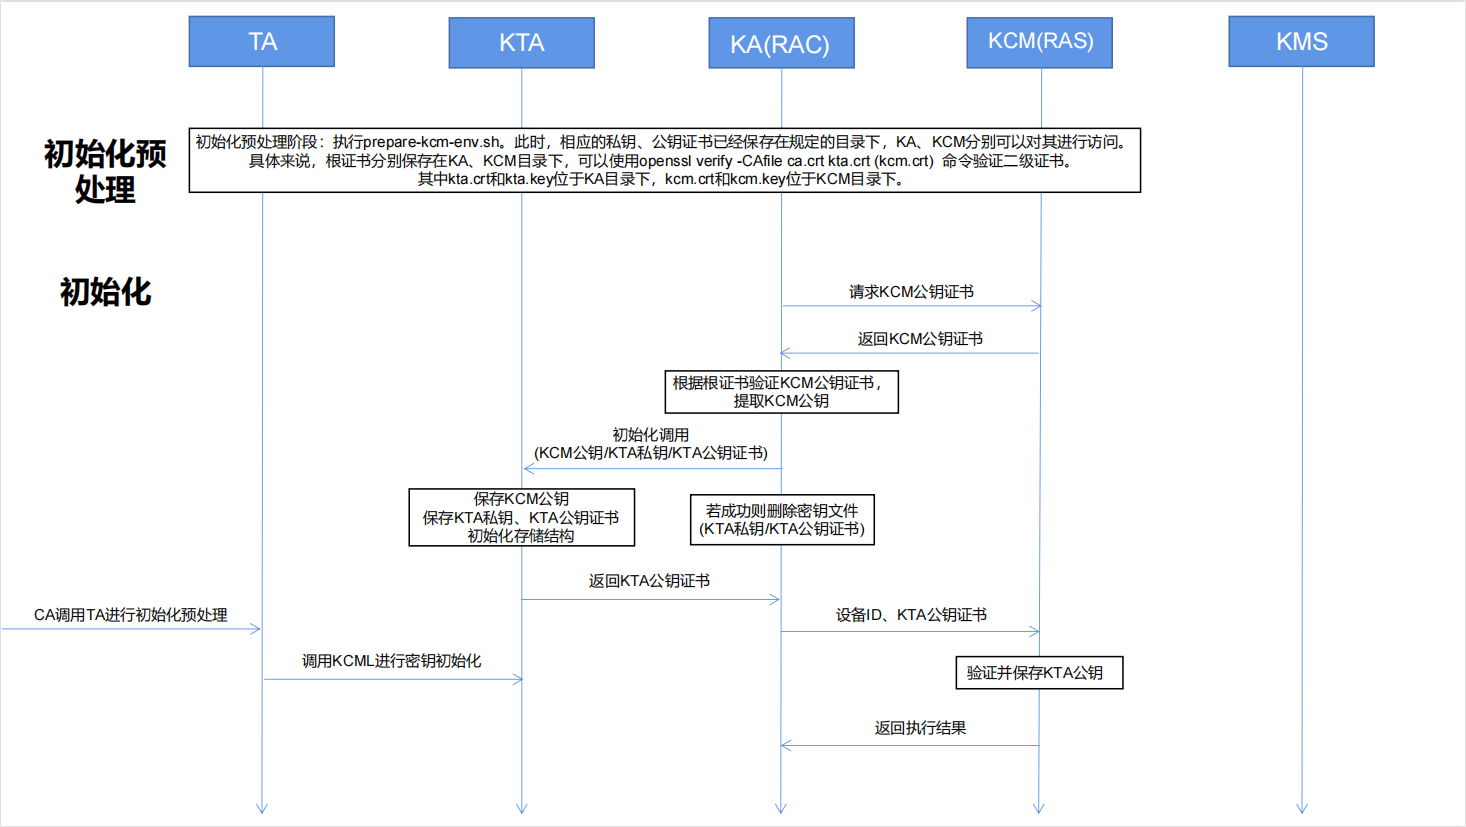 TA
KTA
KA(RAC)
KCM(RAS)
KMS
初始化预
处理
初始化预处理阶段：执行prepare-kcm-env.sh。此时，相应的私钥、公钥证书已经保存在规定的目录下，KA、KCM分别可以对其进行访问。
具体来说，根证书分别保存在KA、KCM目录下，可以使用openssl verify -CAfile ca.crt kta.crt (kcm.crt) 命令验证二级证书。
其中kta.crt和kta.key位于KA目录下，kcm.crt和kcm.key位于KCM目录下。
初始化
请求KCM公钥证书
返回KCM公钥证书
根据根证书验证KCM公钥证书，
提取KCM公钥
初始化调用
(KCM公钥/KTA私钥/KTA公钥证书)
保存KCM公钥
保存KTA私钥、KTA公钥证书
初始化存储结构
若成功则删除密钥文件
(KTA私钥/KTA公钥证书)
返回KTA公钥证书
CA调用TA进行初始化预处理
设备ID、KTA公钥证书
调用KCML进行密钥初始化
验证并保存KTA公钥
返回执行结果